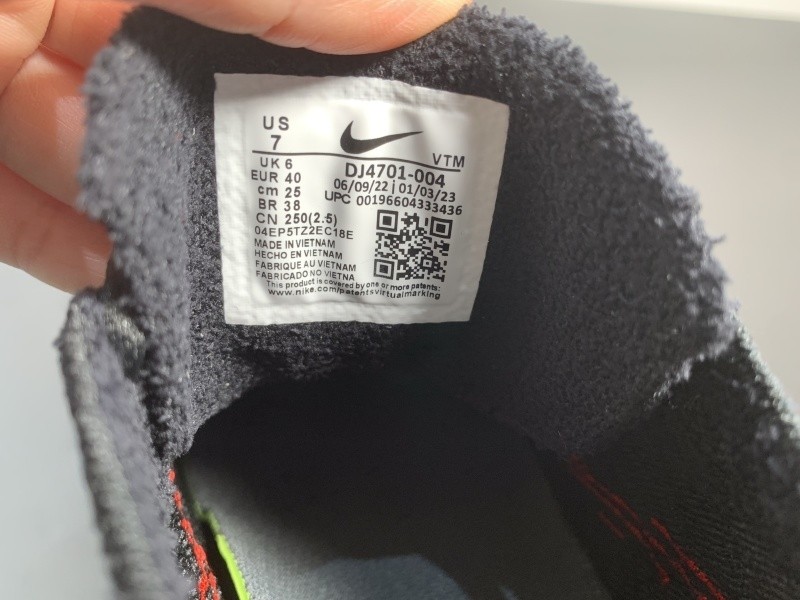 US
7
VTM
UK 6
EUR 40
cm 25
BR 38
CN 250(2.5)
DJ4701-004
06/09/22 | 01/03/23
UPC 00196604333436
04EP5TZ2EC18E
MADE IN VIETNAM
HECHO EN VIETNAM
FABRIQUE AU VIETNAM
FABRICADO NO VIETNA
This product is covered by one or more patents:
www.nike.com/patentsvirtualmarking